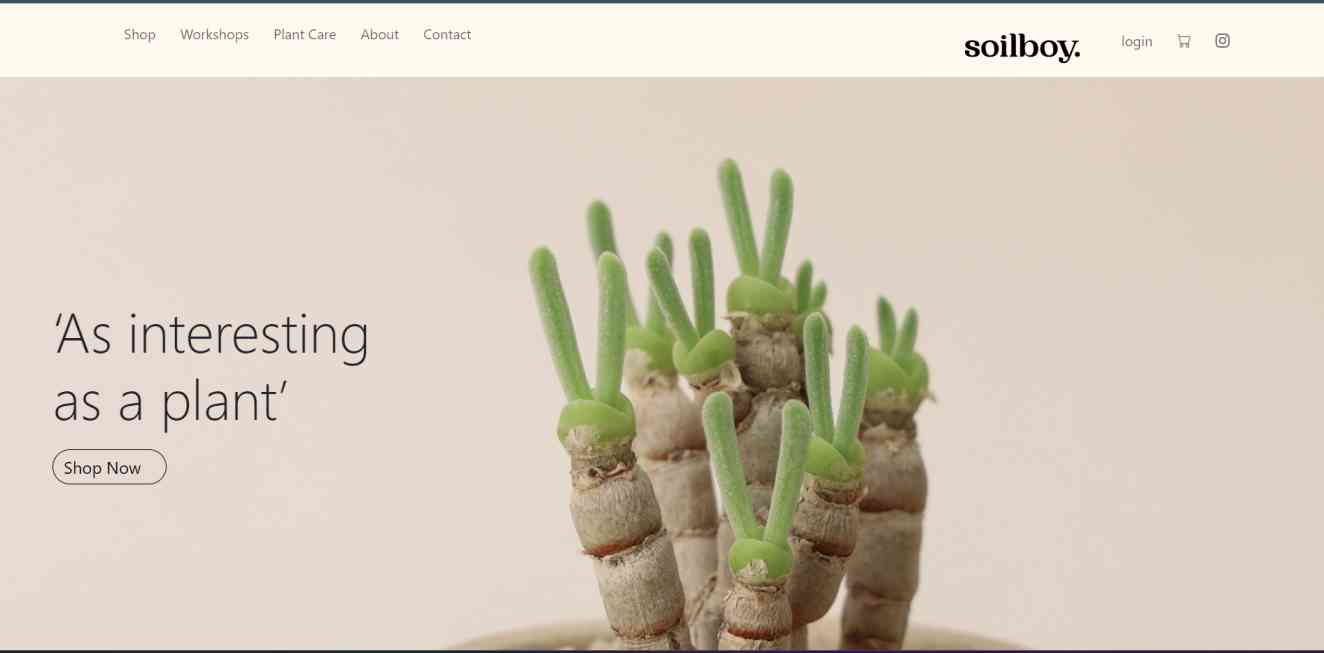 Shop Workshops Plant Care About Contact
soilboy. login
‘As interesting
as a plant’
Shop Now